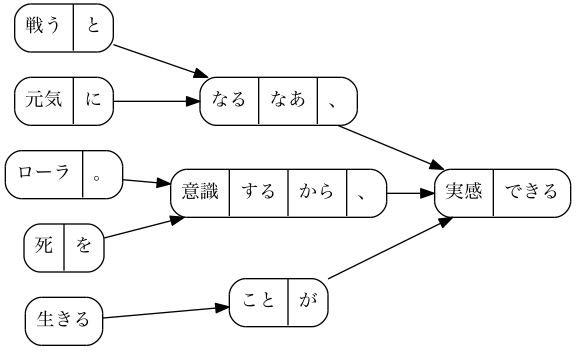 戦う と
元気 に
なる なあ 、
ローラ 。
意識 する から 、
実感 できる
死 を
こと が
生きる